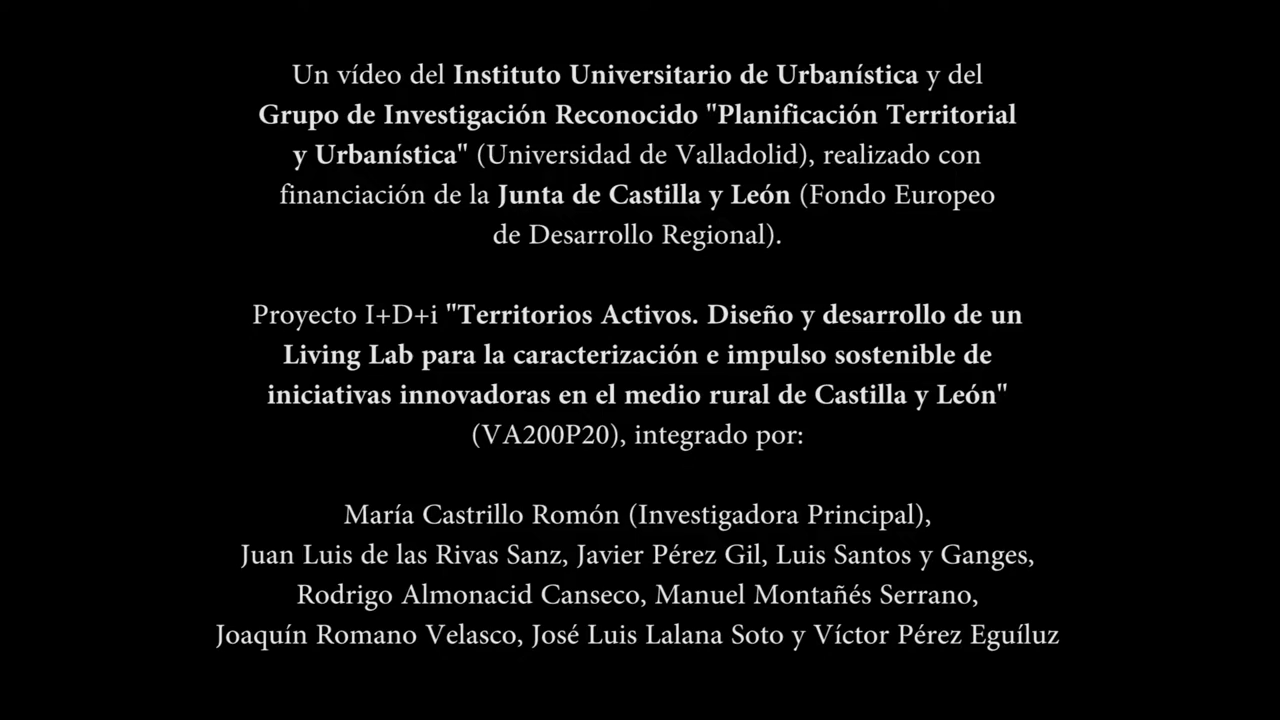 Un vídeo del Instituto Universitario de Urbanística y del
Grupo de Investigación Reconocido "Planificación Territorial
y Urbanística" (Universidad de Valladolid), realizado con
financiación de la Junta de Castilla y León (Fondo Europeo
de Desarrollo Regional).
Proyecto I+D+i "Territorios Activos. Diseño y desarrollo de un
Living Lab para la caracterización e impulso sostenible de
iniciativas innovadoras en el medio rural de Castilla y León"
(VA200P20), integrado por:
María Castrillo Romón (Investigadora Principal),
Juan Luis de las Rivas Sanz, Javier Pérez Gil, Luis Santos y Ganges,
Rodrigo Almonacid Canseco, Manuel Montañés Serrano,
Joaquín Romano Velasco, José Luis Lalana Soto y Víctor Pérez Eguíluz